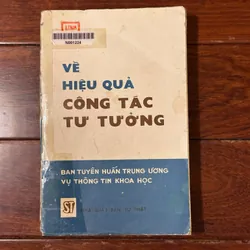 VỀ
HIỆU QUẢ
CÔNG TÁC
TƯ TƯỞNG
BAN TUYÊN HUẤN TRUNG ƯƠNG
VỤ THÔNG TIN KHOA HỌC
ST